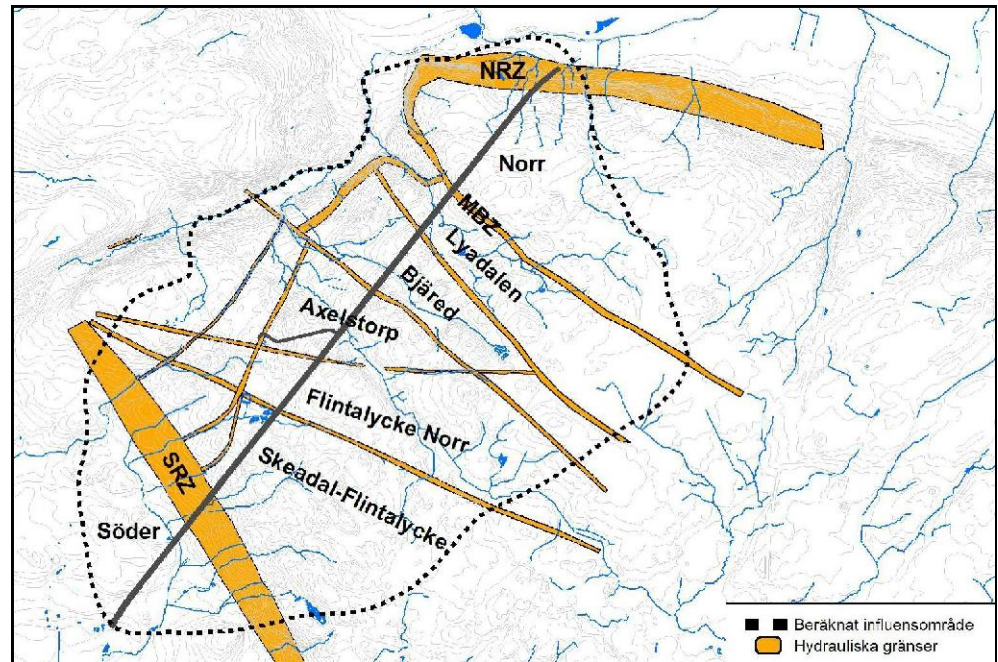 NRZ
Norr
MBZ
Lyadalen
Bjäred
Axelstorp
Flintalycke Norr
Skeadal-Flintalycke
SRZ
Söder
Beräknat influensområde
Hydrauliska gränser